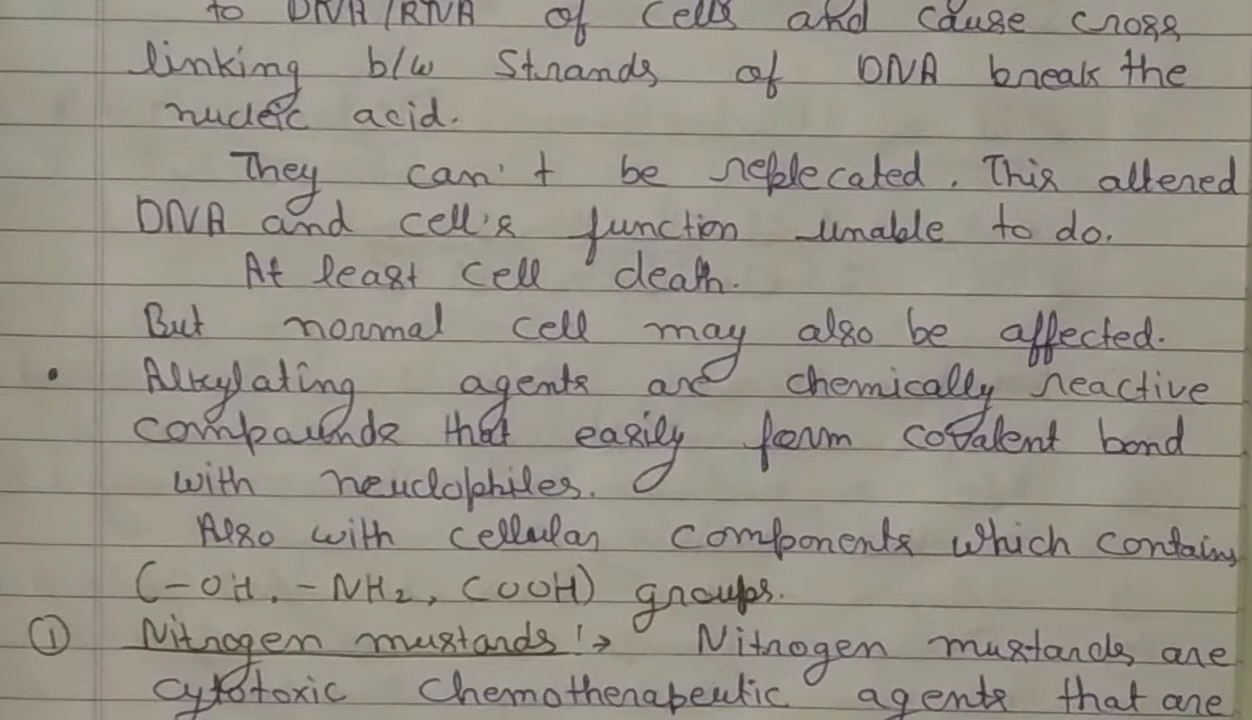 to DNA/RNA of cells and cause cross
linking b/w strands of DNA break the
nucleic acid.
They can't be replecated. This altered
DNA and cell's function unable to do.
At least cell death.
But normal cell may also be affected.
• Alkylating agents are chemically reactive
compounds that easily form covalent bond
with neuclophiles.
Also with cellular components which contains
(-OH, -NH₂, COOH) groups.
① Nitrogen mustards :→ Nitrogen mustards are
cytotoxic chemotherapeutic agents that are